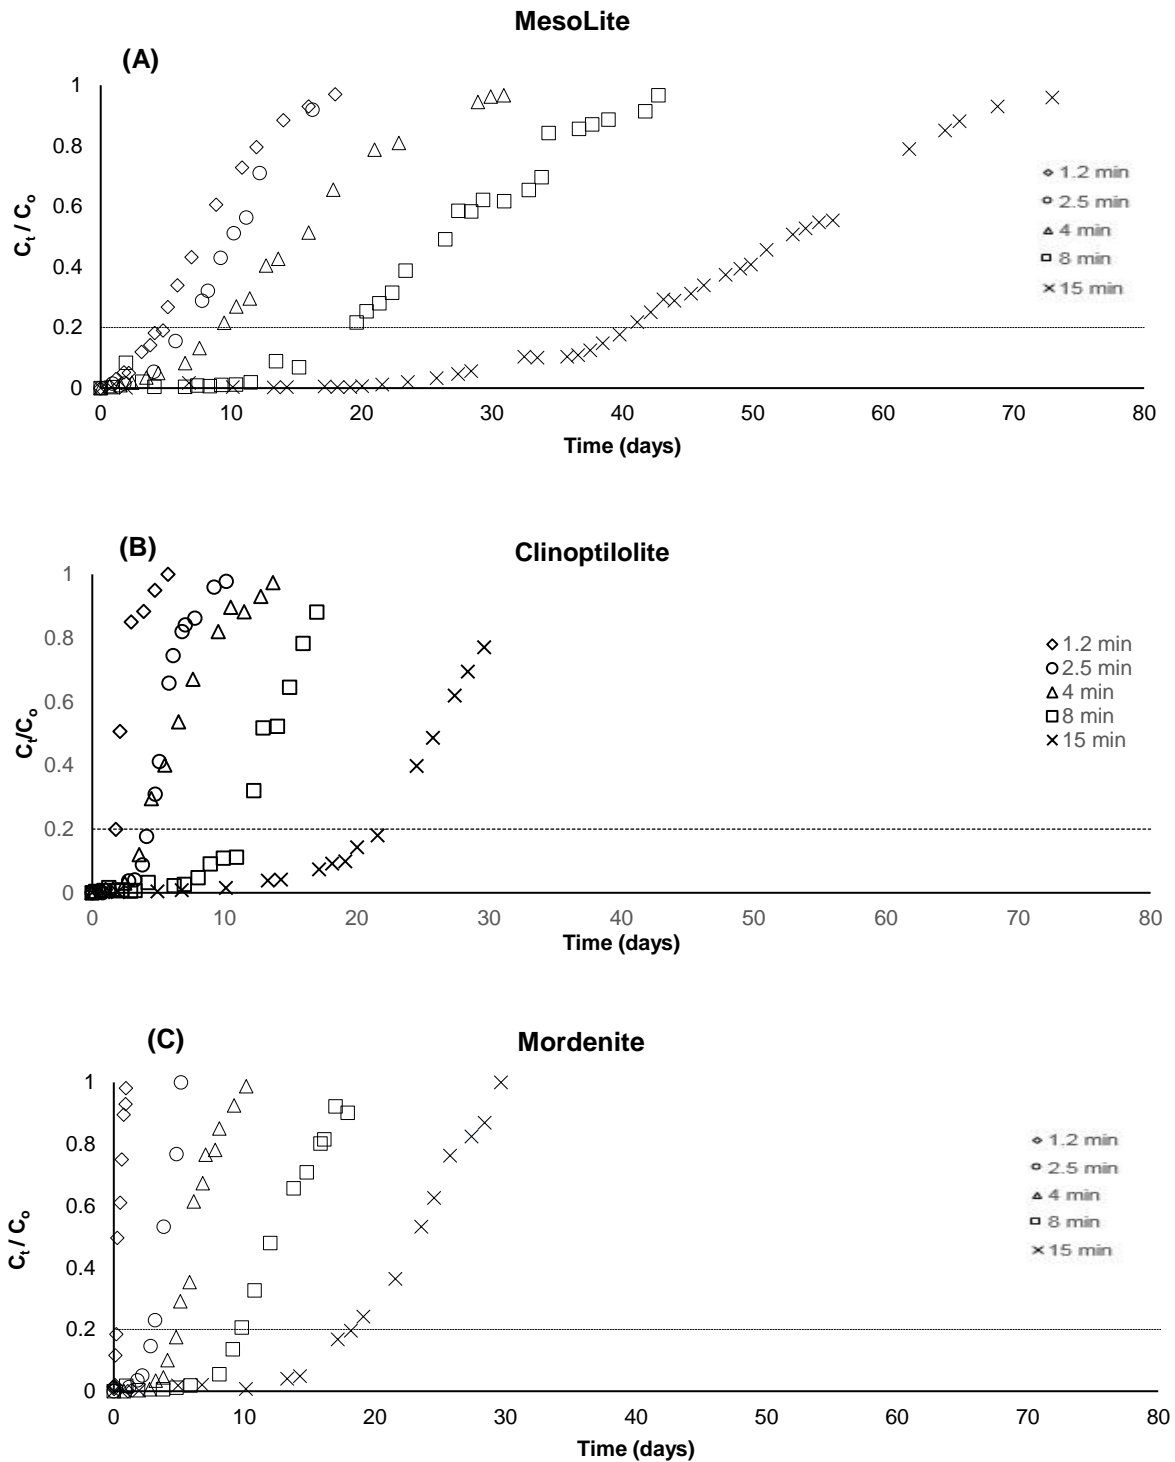 MesoLite
(A)
1
0.8
0.6
0.4
0.2
0
Cₜ / Cₒ
0 10 20 30 40 50 60 70 80
Time (days)
1.2 min
2.5 min
4 min
8 min
15 min
(B)
Clinoptilolite
1
0.8
0.6
0.4
0.2
0
Cₜ/Cₒ
0 10 20 30 40 50 60 70 80
Time (days)
1.2 min
2.5 min
4 min
8 min
15 min
(C)
Mordenite
1
0.8
0.6
0.4
0.2
0
Cₜ / Cₒ
0 10 20 30 40 50 60 70 80
Time (days)
1.2 min
2.5 min
4 min
8 min
15 min